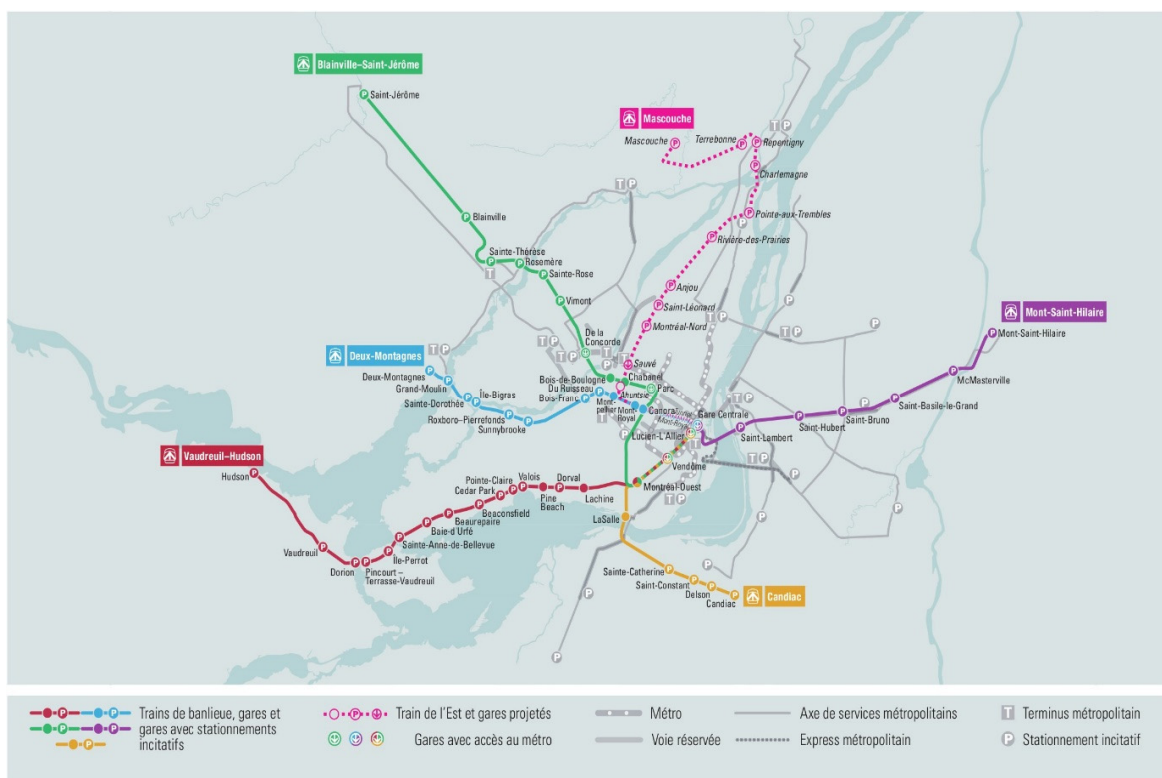 Blainville–Saint-Jérôme
Saint-Jérôme
Mascouche
Mascouche
Terrebonne
T P
Repentigny
Charlemagne
T P
Blainville
Pointe-aux-Trembles
P
Rivière-des-Prairies
Sainte-Thérèse
Rosemère
T
Sainte-Rose
Vimont
Anjou
Saint-Léonard
Montréal-Nord
Mont-Saint-Hilaire
Mont-Saint-Hilaire
De la
Concorde
Deux-Montagnes
T P
Deux-Montagnes
Grand-Moulin
Sauvé
Bois-de-Boulogne
Chabanel
Parc
Du Ruisseau
Bois-Franc
Ahuntsic
McMasterville
Île-Bigras
Sainte-Dorothée
Roxboro–Pierrefonds
Sunnybrooke
Mont-
pellier
Mont-
Royal
Canora
Gare Centrale
Lucien-L'Allier
Saint-Basile-le-Grand
Saint-Bruno
Saint-Hubert
Saint-Lambert
Vaudreuil–Hudson
Hudson
Vendôme
Montréal-Ouest
Pointe-Claire
Cedar Park
Valois
Dorval
Pine
Beach
Lachine
Beaconsfield
Beaurepaire
Baie-d'Urfé
Sainte-Anne-de-Bellevue
LaSalle
Vaudreuil
Île-Perrot
Dorion
Pincourt –
Terrasse-Vaudreuil
Sainte-Catherine
Saint-Constant
Delson
Candiac
Candiac
Trains de banlieue, gares et
gares avec stationnements
incitatifs
Train de l'Est et gares projetés
Gares avec accès au métro
Métro
Voie réservée
Axe de services métropolitains
Express métropolitain
T Terminus métropolitain
P Stationnement incitatif